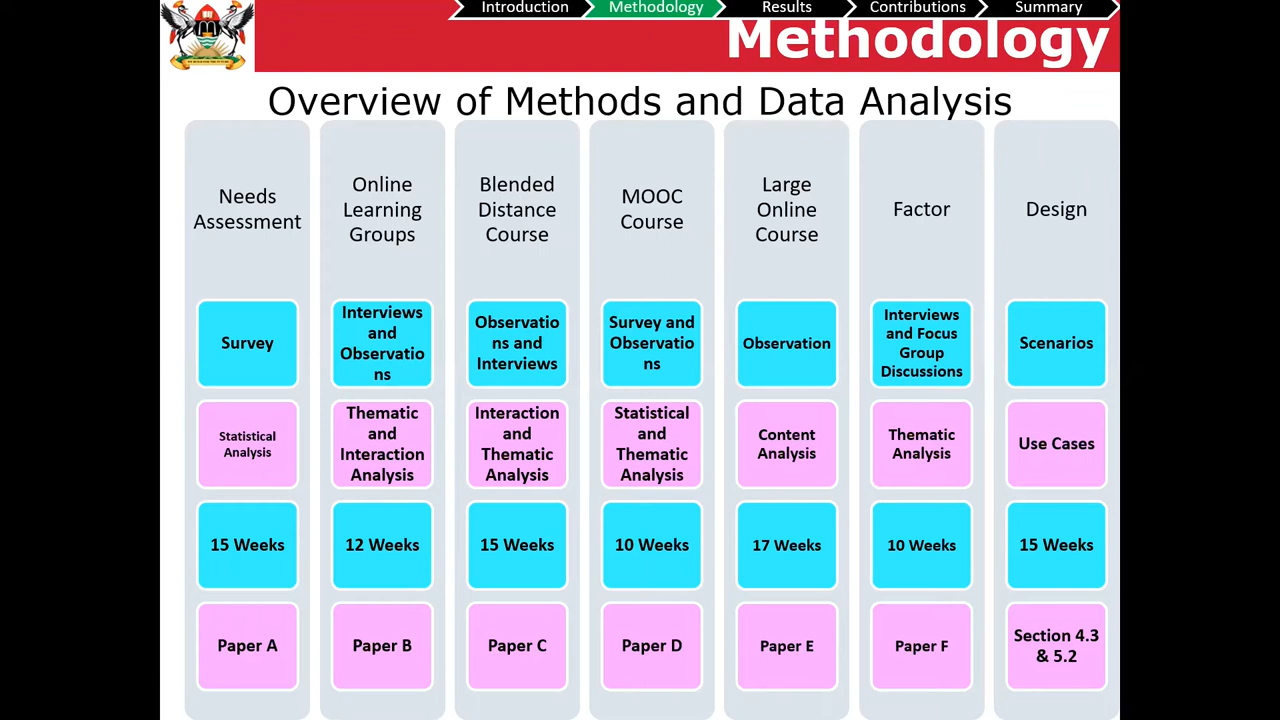 Introduction
Methodology
Results
Contributions
Summary
Methodology
Overview of Methods and Data Analysis
Needs
Assessment
Survey
Statistical
Analysis
15 Weeks
Paper A
Online
Learning
Groups
Interviews
and
Observatio
ns
Thematic
and
Interaction
Analysis
12 Weeks
Paper B
Blended
Distance
Course
Observatio
ns and
Interviews
Interaction
and
Thematic
Analysis
15 Weeks
Paper C
MOOC
Course
Survey and
Observatio
ns
Statistical
and
Thematic
Analysis
10 Weeks
Paper D
Large
Online
Course
Observation
Content
Analysis
17 Weeks
Paper E
Factor
Interviews
and Focus
Group
Discussions
Thematic
Analysis
10 Weeks
Paper F
Design
Scenarios
Use Cases
15 Weeks
Section 4.3
& 5.2